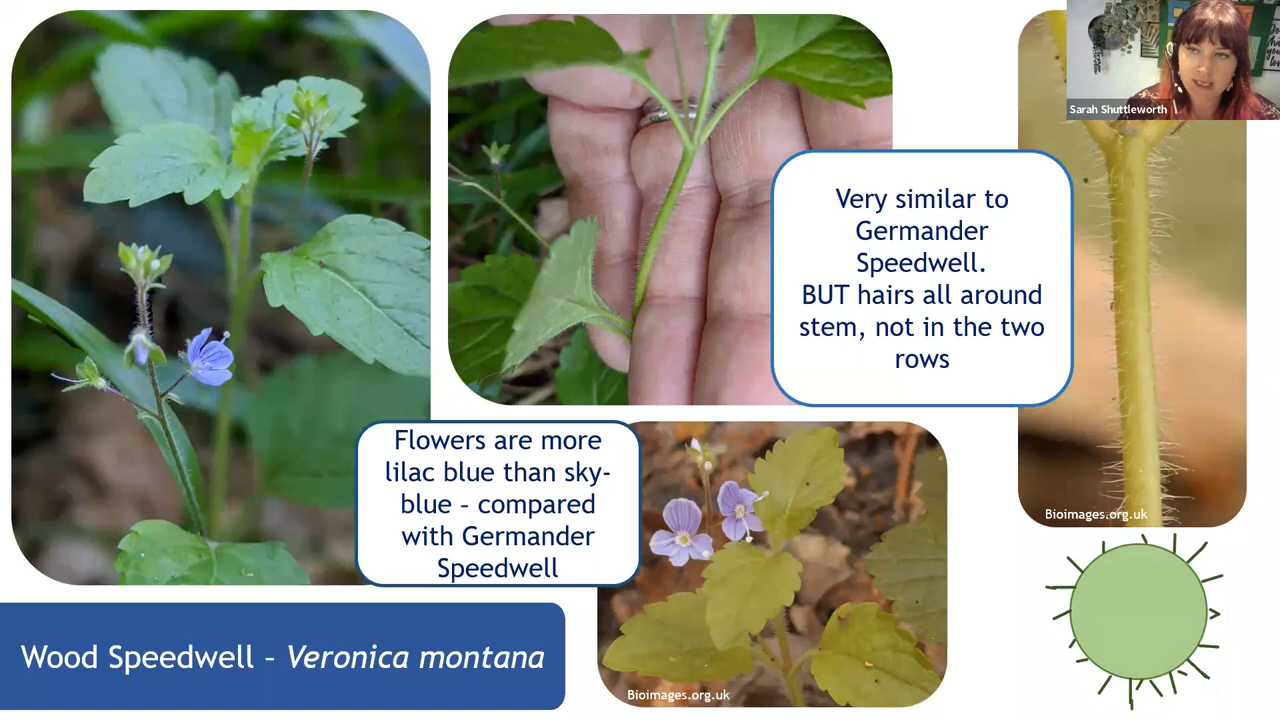 Sarah Shuttleworth
Very similar to
Germander
Speedwell.
BUT hairs all around
stem, not in the two
rows
Flowers are more
lilac blue than sky-
blue – compared
with Germander
Speedwell
Bioimages.org.uk
Wood Speedwell – Veronica montana
Bioimages.org.uk